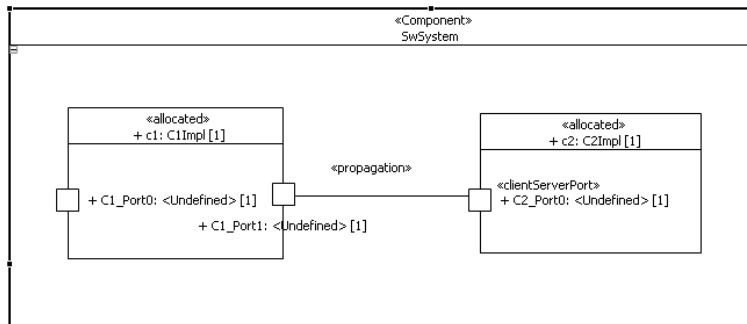 «Component»
SwSystem
«allocated»
+ c1: C1Impl [1]
«allocated»
+ c2: C2Impl [1]
«propagation»
«clientServerPort»
+ C1_Port0: <Undefined> [1]
+ C2_Port0: <Undefined> [1]
+ C1_Port1: <Undefined> [1]